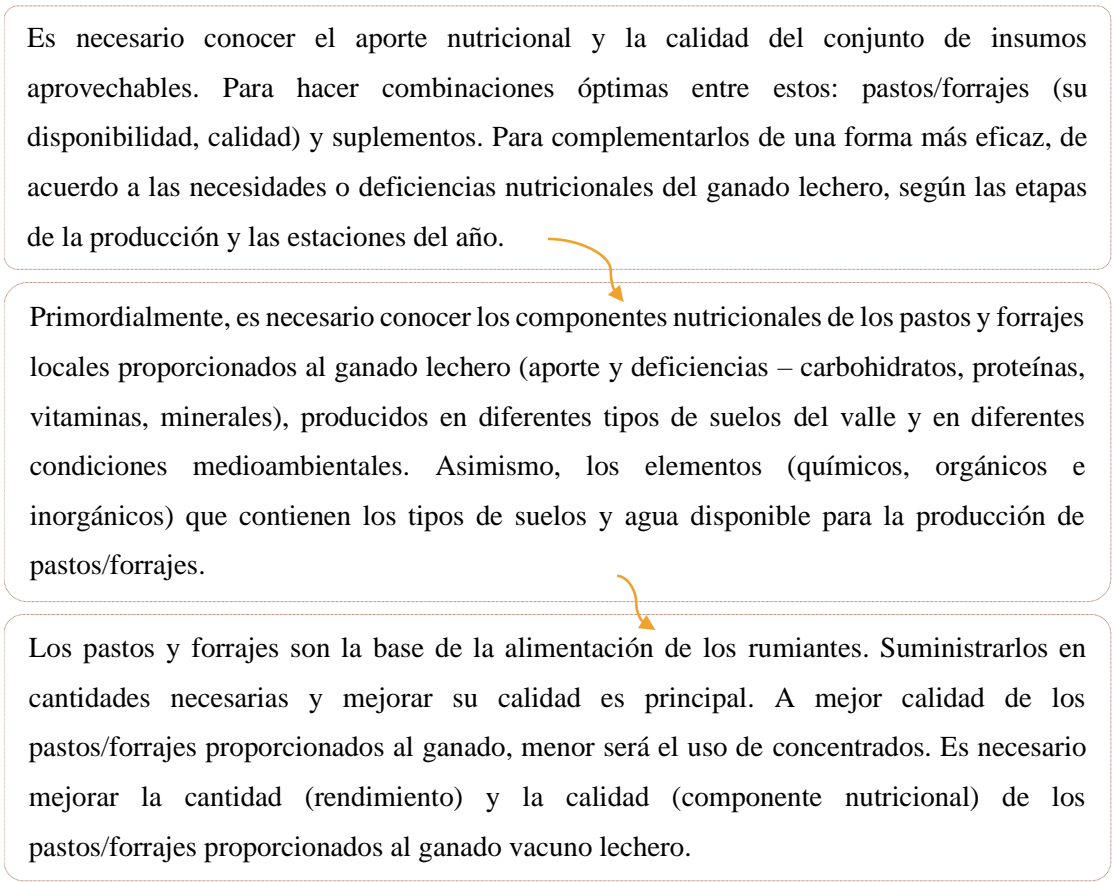 Es necesario conocer el aporte nutricional y la calidad del conjunto de insumos
aprovechables. Para hacer combinaciones óptimas entre estos: pastos/forrajes (su
disponibilidad, calidad) y suplementos. Para complementarlos de una forma más eficaz, de
acuerdo a las necesidades o deficiencias nutricionales del ganado lechero, según las etapas
de la producción y las estaciones del año.
Primordialmente, es necesario conocer los componentes nutricionales de los pastos y forrajes
locales proporcionados al ganado lechero (aporte y deficiencias – carbohidratos, proteínas,
vitaminas, minerales), producidos en diferentes tipos de suelos del valle y en diferentes
condiciones medioambientales. Asimismo, los elementos (químicos, orgánicos e
inorgánicos) que contienen los tipos de suelos y agua disponible para la producción de
pastos/forrajes.
Los pastos y forrajes son la base de la alimentación de los rumiantes. Suministrarlos en
cantidades necesarias y mejorar su calidad es principal. A mejor calidad de los
pastos/forrajes proporcionados al ganado, menor será el uso de concentrados. Es necesario
mejorar la cantidad (rendimiento) y la calidad (componente nutricional) de los
pastos/forrajes proporcionados al ganado vacuno lechero.